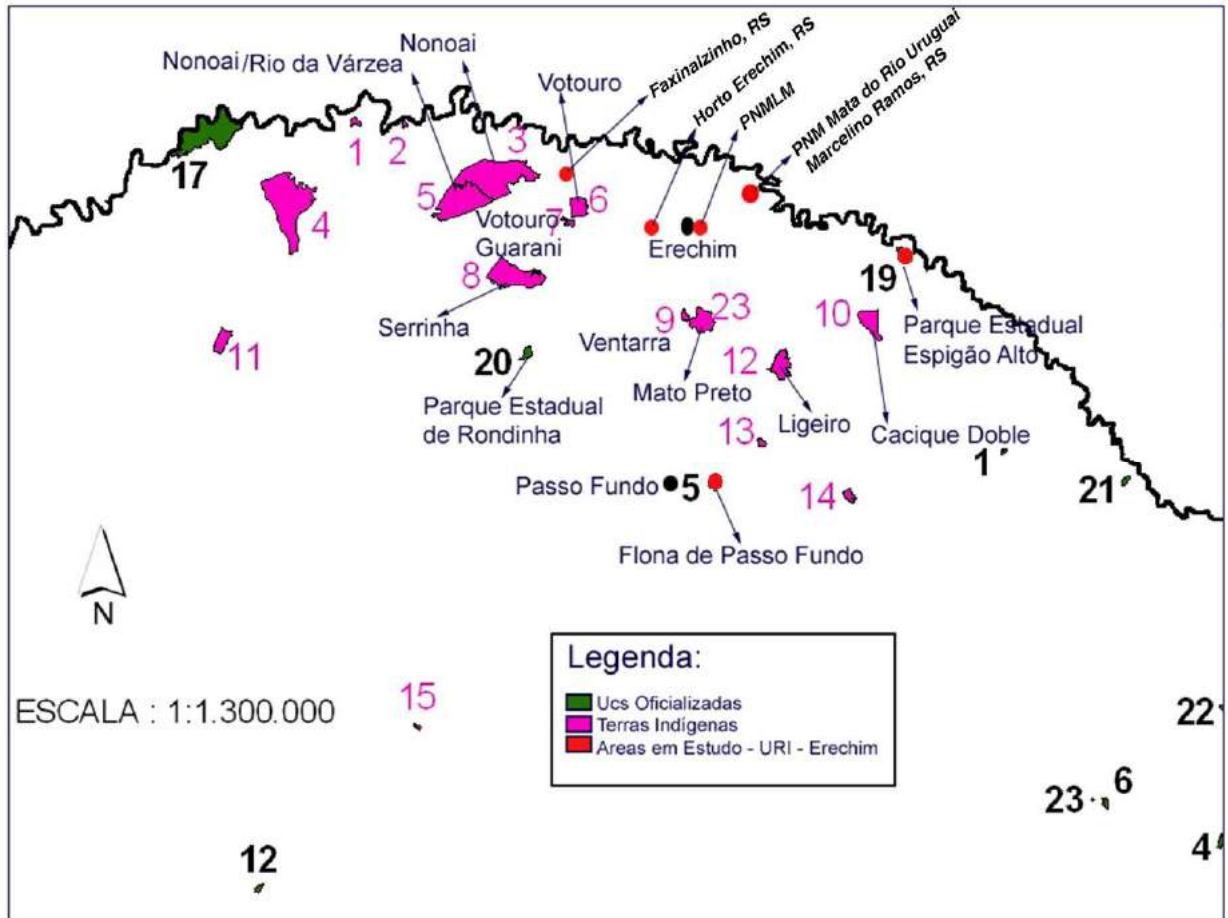 Nonoai
Nonoai/Rio da Várzea
Votouro
Faxinalzinho, RS
Horto Erechim, RS
PNMLM
PNM Mata do Rio Uruguai
Marcelino Ramos, RS
17
1
2
3
4
5
6
7
Votouro
Guarani
Erechim
8
Serrinha
19
Parque Estadual
Espigão Alto
9
23
10
Ventarra
Mato Preto
11
20
12
Ligeiro
Cacique Doble
Parque Estadual
de Rondinha
13
1
21
Passo Fundo
5
14
Flona de Passo Fundo
N
ESCALA : 1:1.300.000
15
Legenda:
Ucs Oficializadas
Terras Indígenas
Areas em Estudo - URI - Erechim
22
23
6
4
12